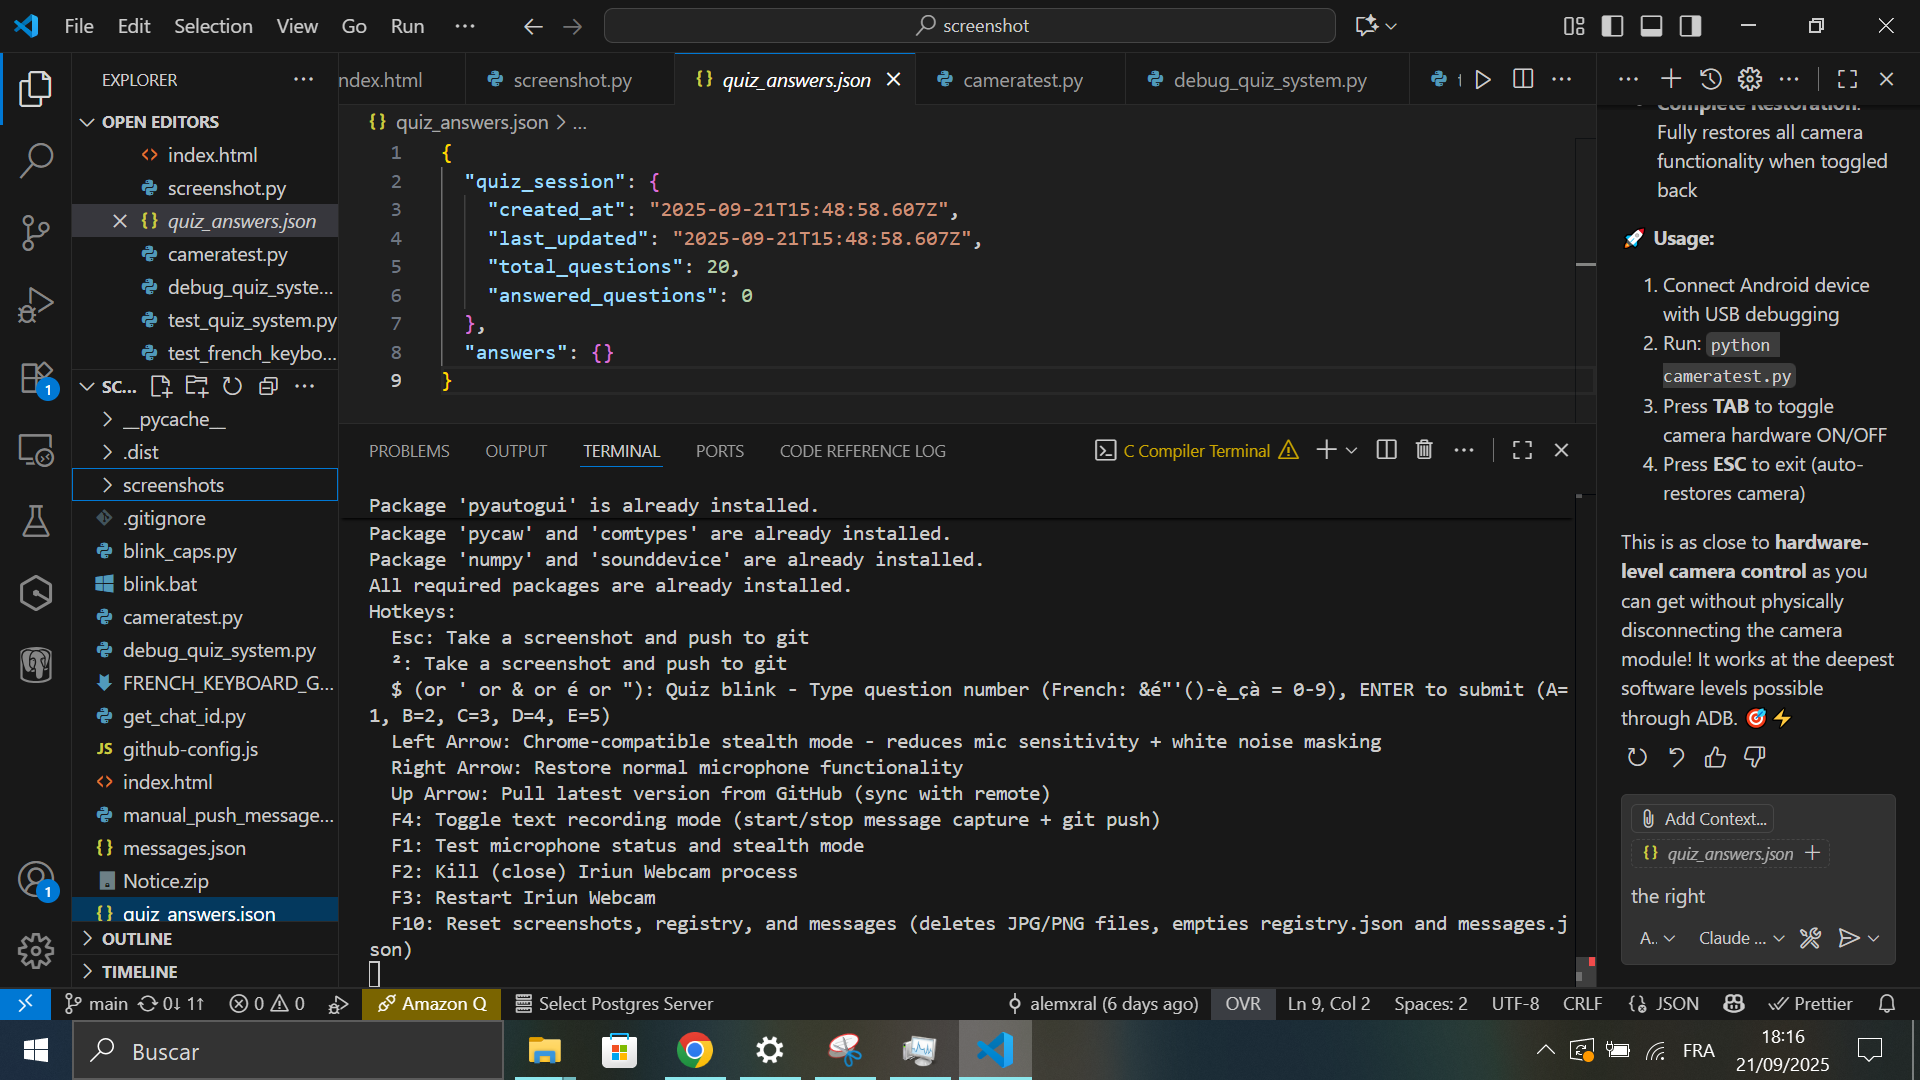 File Edit Selection View Go Run ···
screenshot
EXPLORER
OPEN EDITORS
index.html
screenshot.py
quiz_answers.json
cameratest.py
debug_quiz_syste...
test_quiz_system.py
test_french_keybo...
SC...
__pycache__
.dist
screenshots
.gitignore
blink_caps.py
blink.bat
cameratest.py
debug_quiz_system.py
FRENCH_KEYBOARD_G...
get_chat_id.py
JS github-config.js
index.html
manual_push_message...
messages.json
Notice.zip
quiz_answers.json
OUTLINE
TIMELINE
1
1
ndex.html screenshot.py {} quiz_answers.json cameratest.py debug_quiz_system.py
{} quiz_answers.json > ...
1 {
2 "quiz_session": {
3 "created_at": "2025-09-21T15:48:58.607Z",
4 "last_updated": "2025-09-21T15:48:58.607Z",
5 "total_questions": 20,
6 "answered_questions": 0
7 },
8 "answers": {}
9 }
PROBLEMS OUTPUT TERMINAL PORTS CODE REFERENCE LOG C Compiler Terminal
Package 'pyautogui' is already installed.
Package 'pycaw' and 'comtypes' are already installed.
Package 'numpy' and 'sounddevice' are already installed.
All required packages are already installed.
Hotkeys:
Esc: Take a screenshot and push to git
²: Take a screenshot and push to git
$ (or ' or & or é or "): Quiz blink - Type question number (French: &é"'()-è_çà = 0-9), ENTER to submit (A=
1, B=2, C=3, D=4, E=5)
Left Arrow: Chrome-compatible stealth mode - reduces mic sensitivity + white noise masking
Right Arrow: Restore normal microphone functionality
Up Arrow: Pull latest version from GitHub (sync with remote)
F4: Toggle text recording mode (start/stop message capture + git push)
F1: Test microphone status and stealth mode
F2: Kill (close) Iriun Webcam process
F3: Restart Iriun Webcam
F10: Reset screenshots, registry, and messages (deletes JPG/PNG files, empties registry.json and messages.j
son)
Complete Restoration:
Fully restores all camera
functionality when toggled
back
🚀 Usage:
1. Connect Android device
with USB debugging
2. Run: python
cameratest.py
3. Press TAB to toggle
camera hardware ON/OFF
4. Press ESC to exit (auto-
restores camera)
This is as close to hardware-
level camera control as you
can get without physically
disconnecting the camera
module! It works at the deepest
software levels possible
through ADB. 🎯⚡
Add Context...
{} quiz_answers.json +
the right
A.. Claude ...
main 0↓ 1↑ 0 0 Amazon Q Select Postgres Server alemxral (6 days ago) OVR Ln 9, Col 2 Spaces: 2 UTF-8 CRLF {} JSON Prettier
Buscar
FRA
18:16
21/09/2025